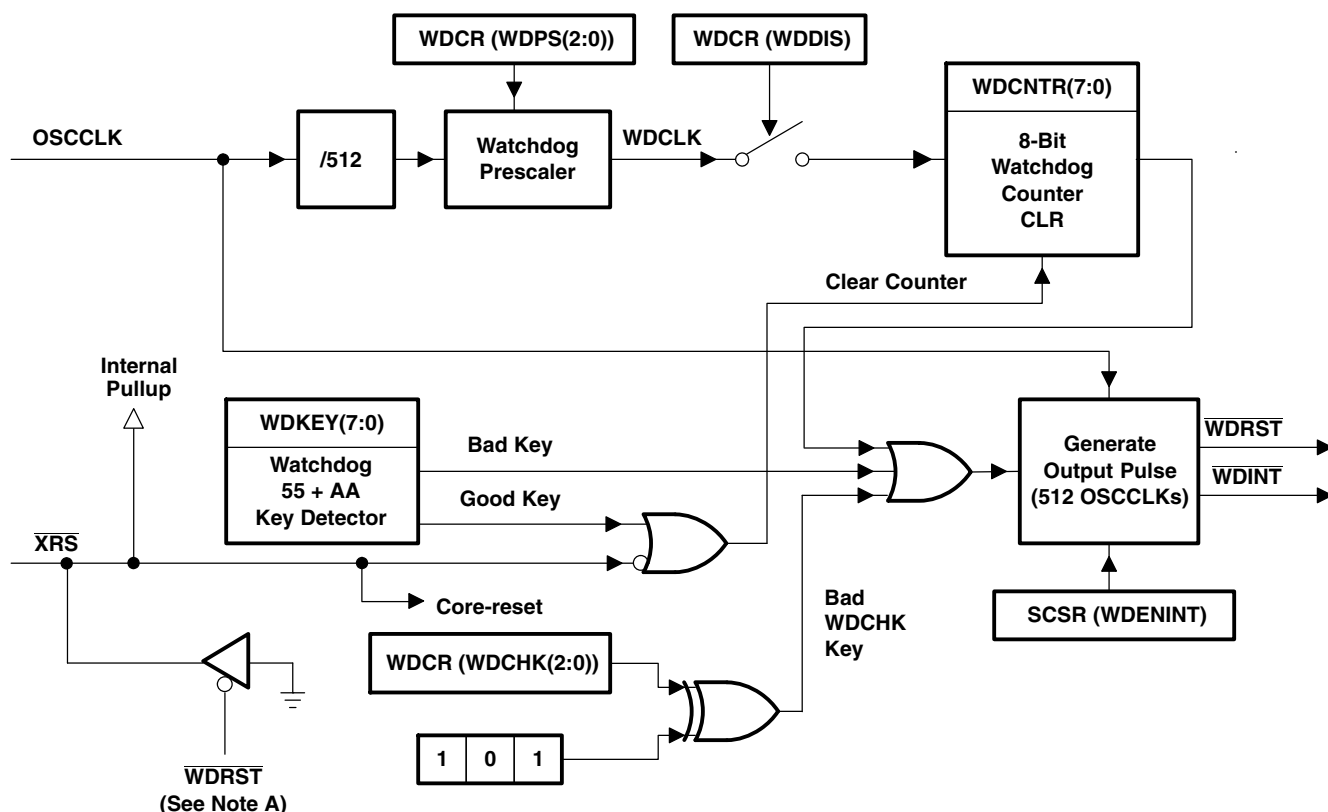 WDCR (WDPS(2:0))
WDCR (WDDIS)
WDCNTR(7:0)
8-Bit
Watchdog
Counter
CLR
OSCCLK
/512
Watchdog
Prescaler
WDCLK
Clear Counter
Internal
Pullup
WDKEY(7:0)
Watchdog
55 + AA
Key Detector
Bad Key
Good Key
Generate
Output Pulse
(512 OSCCLKs)
WDRST
WDINT
XRS
Core-reset
SCSR (WDENINT)
Bad
WDCHK
Key
WDCR (WDCHK(2:0))
1 0 1
WDRST
(See Note A)